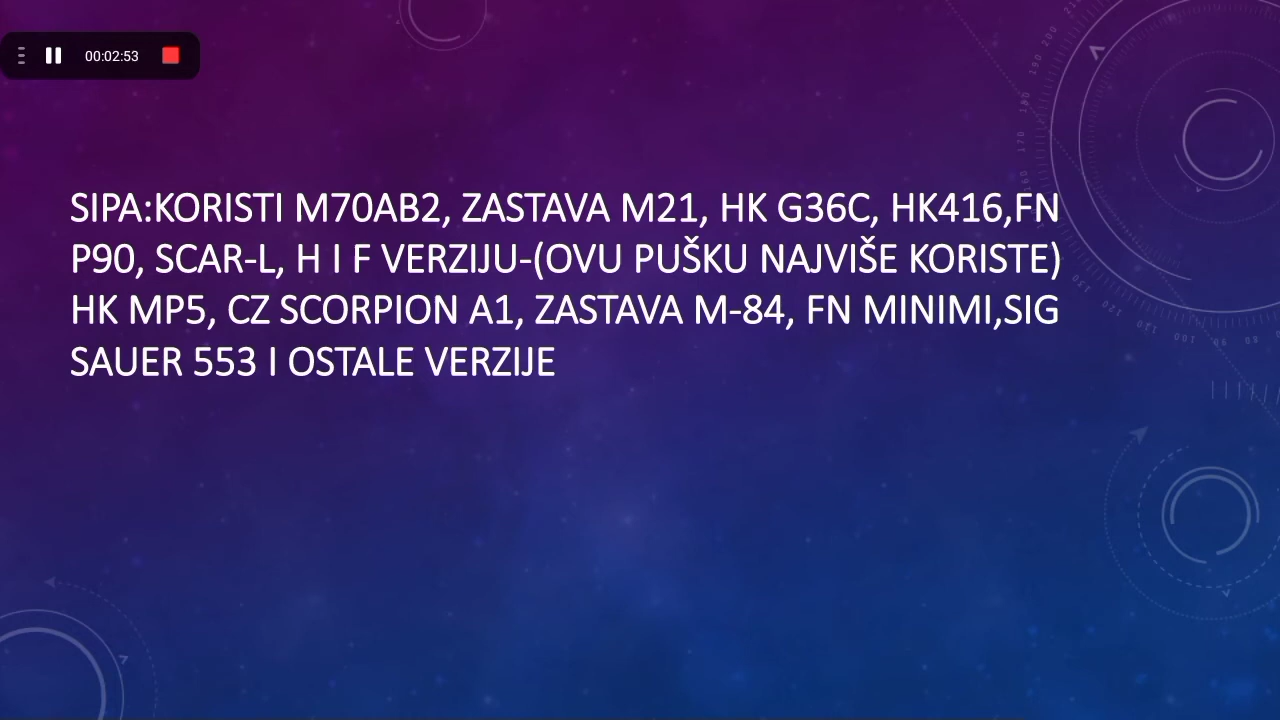 00:02:53
SIPA:KORISTI M70AB2, ZASTAVA M21, HK G36C, HK416,FN
P90, SCAR-L, H I F VERZIJU-(OVU PUŠKU NAJVIŠE KORISTE)
HK MP5, CZ SCORPION A1, ZASTAVA M-84, FN MINIMI,SIG
SAUER 553 I OSTALE VERZIJE